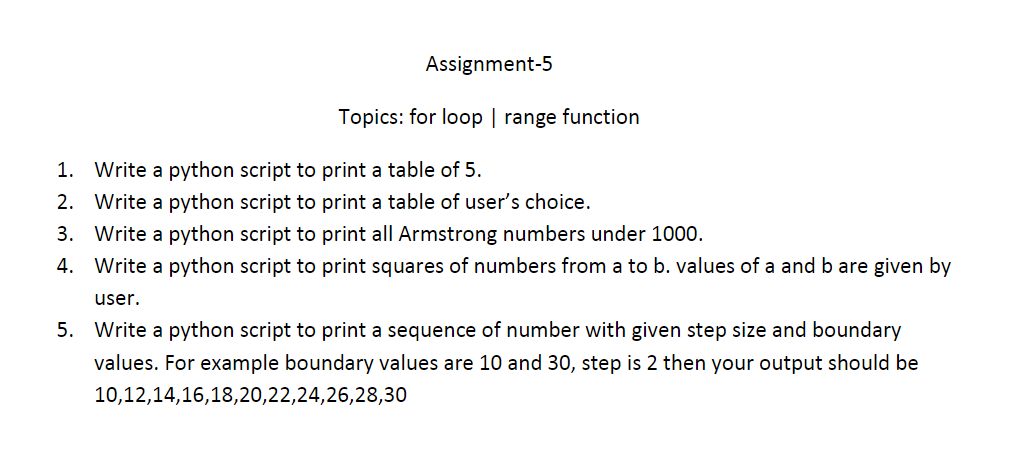 Assignment-5
Topics: for loop | range function
1. Write a python script to print a table of 5.
2. Write a python script to print a table of user’s choice.
3. Write a python script to print all Armstrong numbers under 1000.
4. Write a python script to print squares of numbers from a to b. values of a and b are given by
user.
5. Write a python script to print a sequence of number with given step size and boundary
values. For example boundary values are 10 and 30, step is 2 then your output should be
10,12,14,16,18,20,22,24,26,28,30